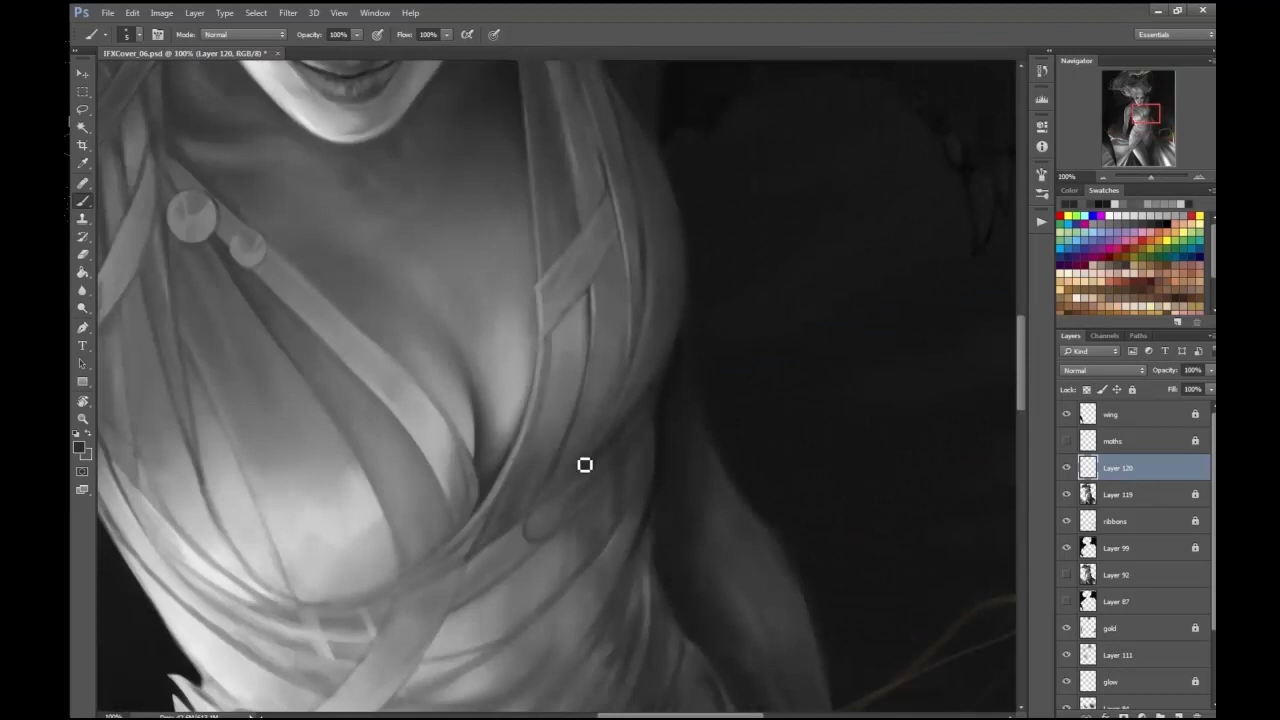 Ps File Edit Image Layer Type Select Filter 3D View Window Help
5 Mode: Normal Opacity: 100% Flow: 100% Essentials
IFXCover_06.psd @ 100% (Layer 120, RGB/8) * ×
Navigator
100%
Color Swatches
Layers Channels Paths
Kind
Normal Opacity: 100%
Lock: Fill: 100%
wing
moths
Layer 120
Layer 119
ribbons
Layer 99
Layer 92
Layer 87
gold
Layer 111
glow
100%